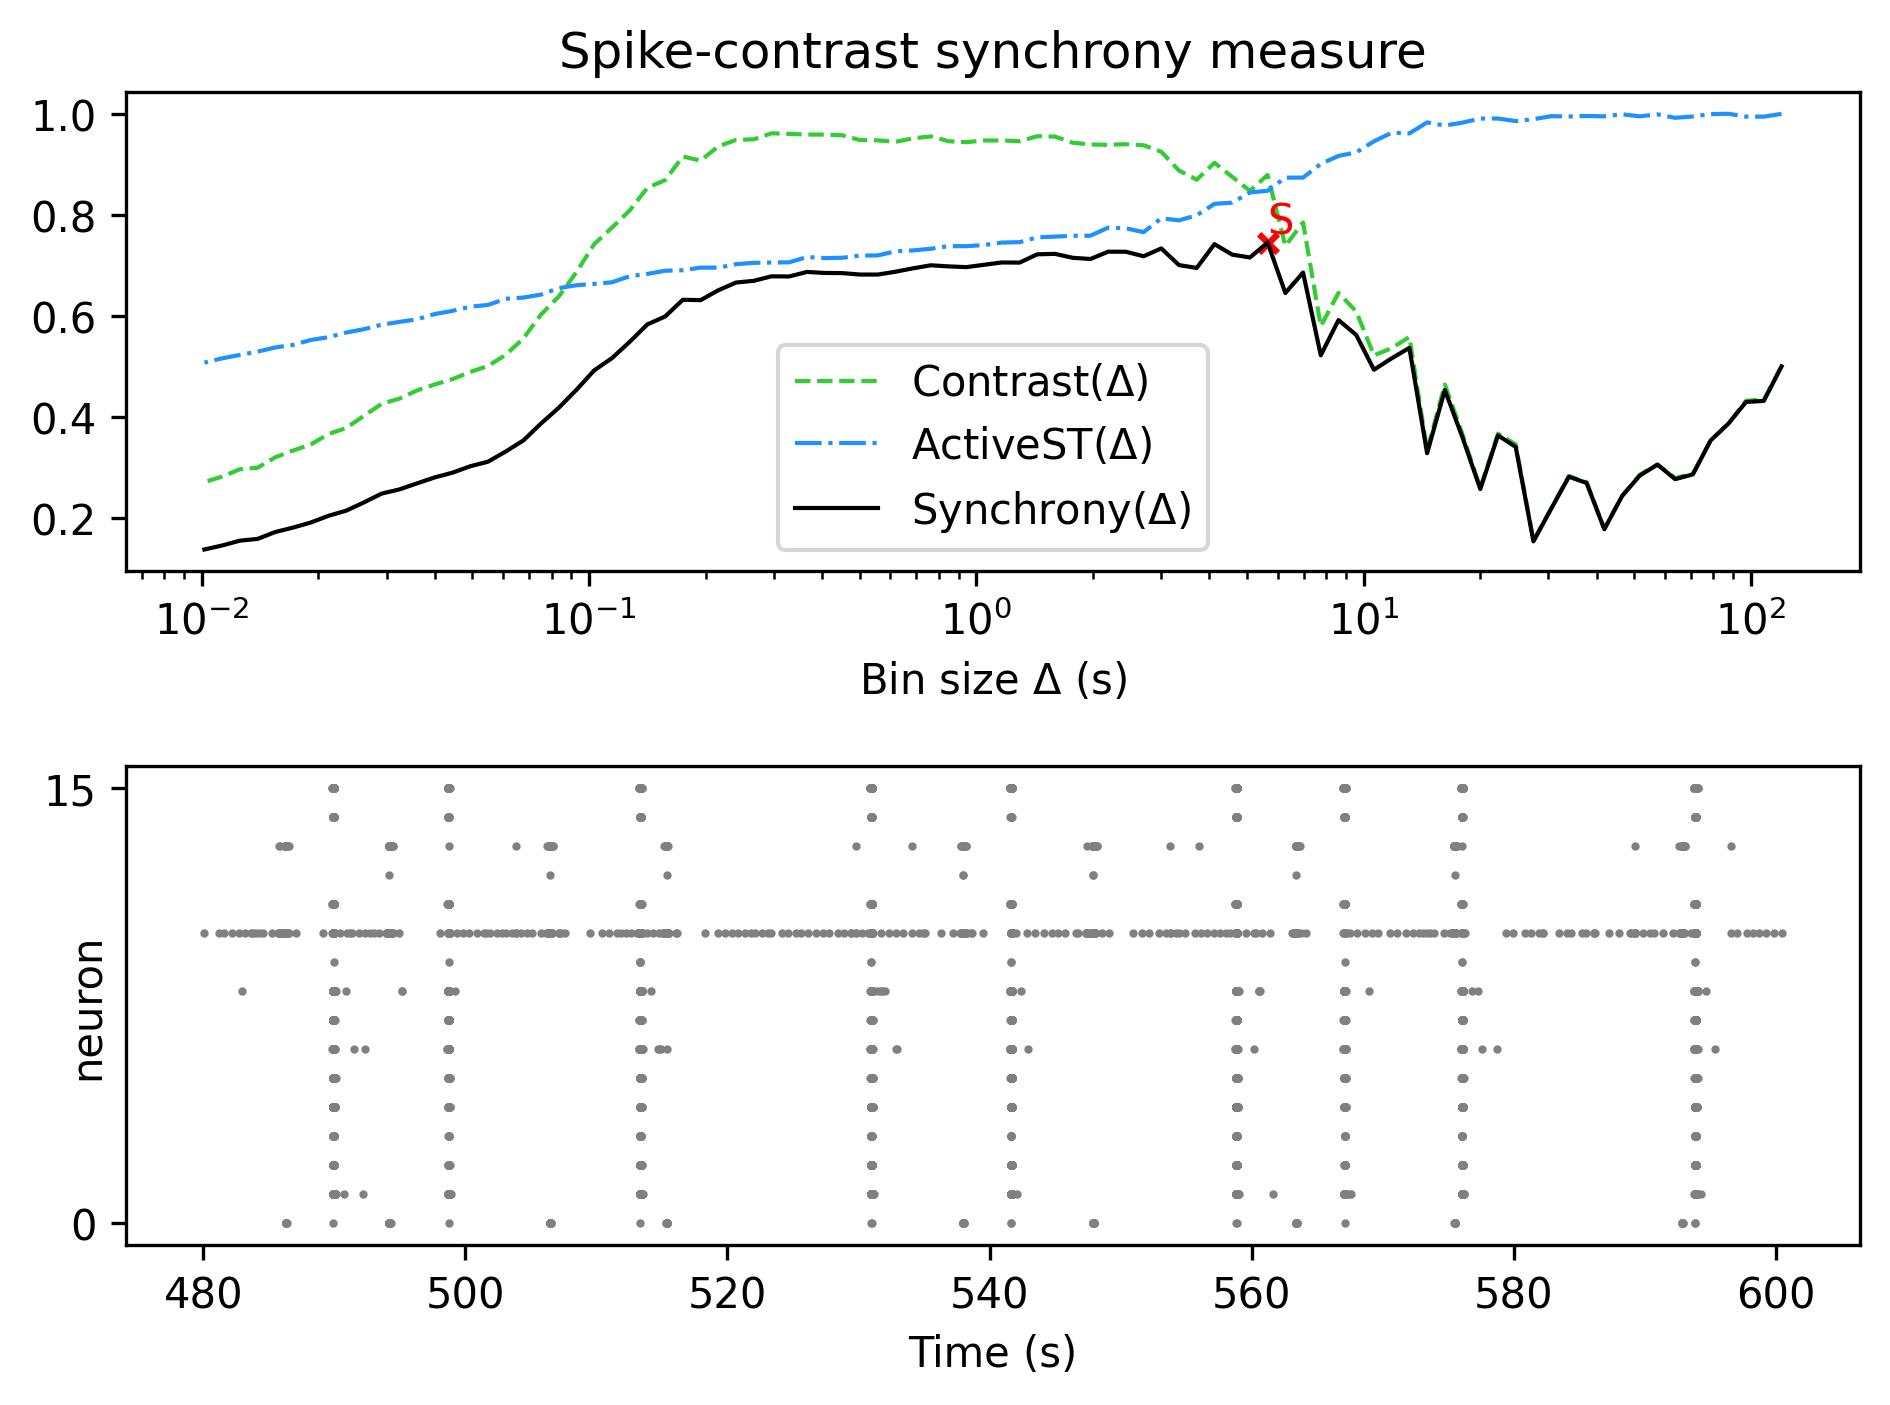 Spike-contrast synchrony measure
1.0
0.8
0.6
0.4
0.2
S
Contrast(Δ)
ActiveST(Δ)
Synchrony(Δ)
10⁻² 10⁻¹ 10⁰ 10¹ 10²
Bin size Δ (s)
15
neuron
0
480 500 520 540 560 580 600
Time (s)